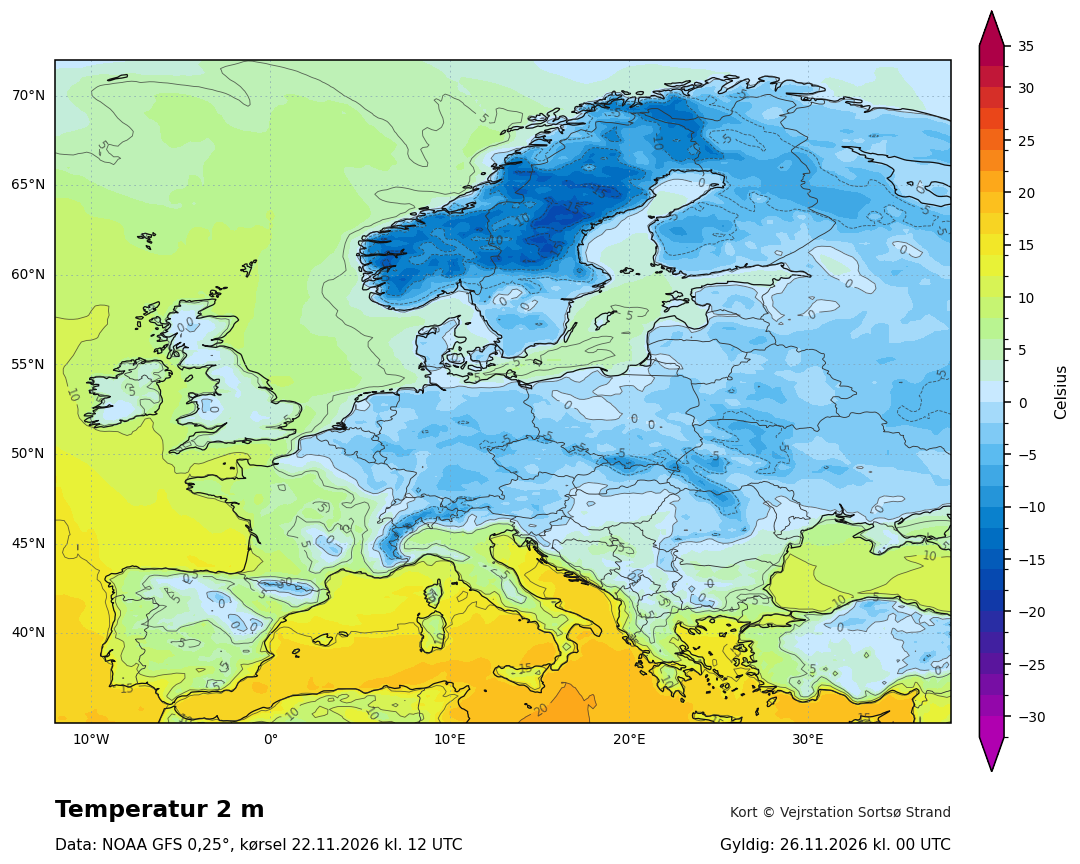 70°N
65°N
60°N
55°N
50°N
45°N
40°N
10°W
0°
10°E
20°E
30°E
35
30
25
20
15
10
5
0
−5
−10
−15
−20
−25
−30
Celsius
Temperatur 2 m
Kort © Vejrstation Sortsø Strand
Data: NOAA GFS 0,25°, kørsel 22.11.2026 kl. 12 UTC
Gyldig: 26.11.2026 kl. 00 UTC